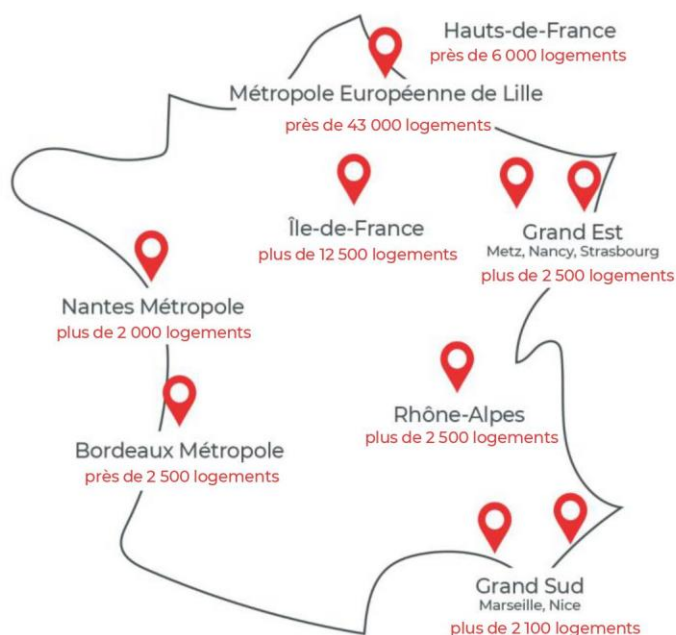 Hauts-de-France
près de 6 000 logements
Métropole Européenne de Lille
près de 43 000 logements
Île-de-France
plus de 12 500 logements
Grand Est
Metz, Nancy, Strasbourg
plus de 2 500 logements
Nantes Métropole
plus de 2 000 logements
Rhône-Alpes
plus de 2 500 logements
Bordeaux Métropole
près de 2 500 logements
Grand Sud
Marseille, Nice
plus de 2 100 logements